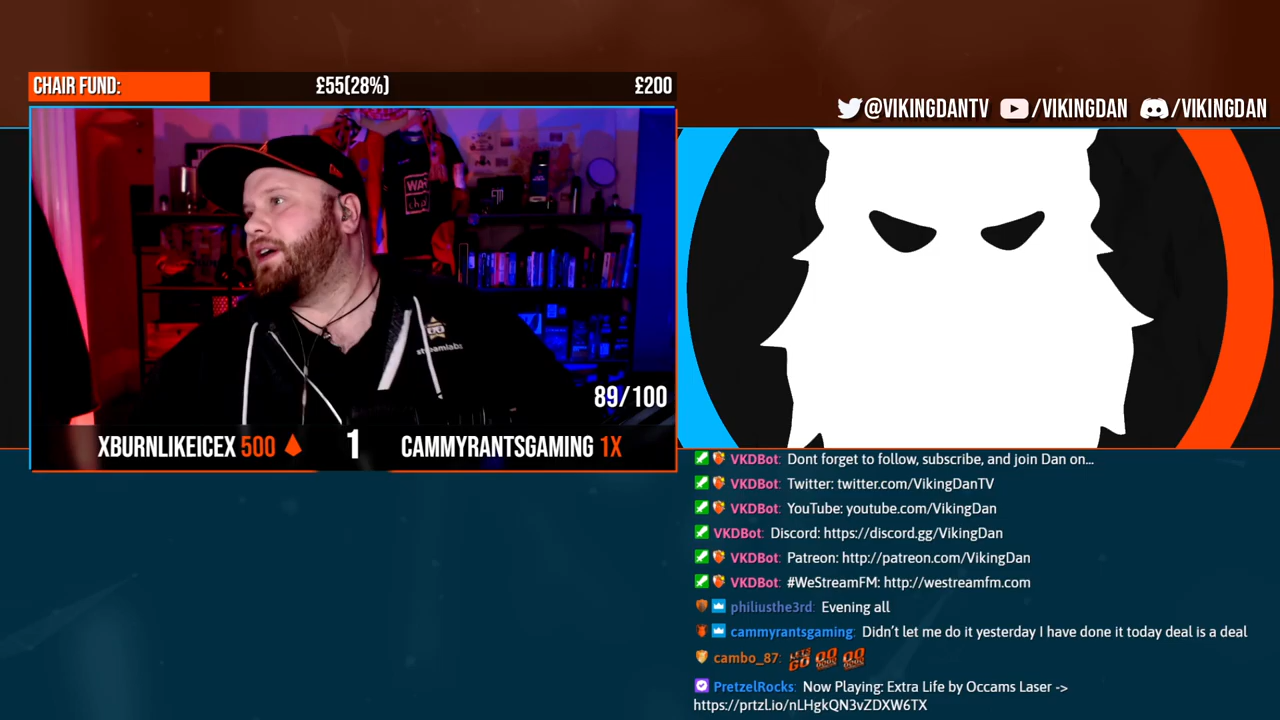 CHAIR FUND: £55(28%) £200
@VIKINGDANTV /VIKINGDAN /VIKINGDAN
WAR
streamlabs
89/100
XBURNLIKEICEX 500 1 CAMMYRANTSGAMING 1X
VKDBot: Dont forget to follow, subscribe, and join Dan on...
VKDBot: Twitter: twitter.com/VikingDanTV
VKDBot: YouTube: youtube.com/VikingDan
VKDBot: Discord: https://discord.gg/VikingDan
VKDBot: Patreon: http://patreon.com/VikingDan
VKDBot: #WeStreamFM: http://westreamfm.com
philiusthe3rd: Evening all
cammyrantsgaming: Didn't let me do it yesterday I have done it today deal is a deal
cambo_87: LETS GO
PretzelRocks: Now Playing: Extra Life by Occams Laser ->
https://prtzl.io/nLHgkQN3vZDXW6TX